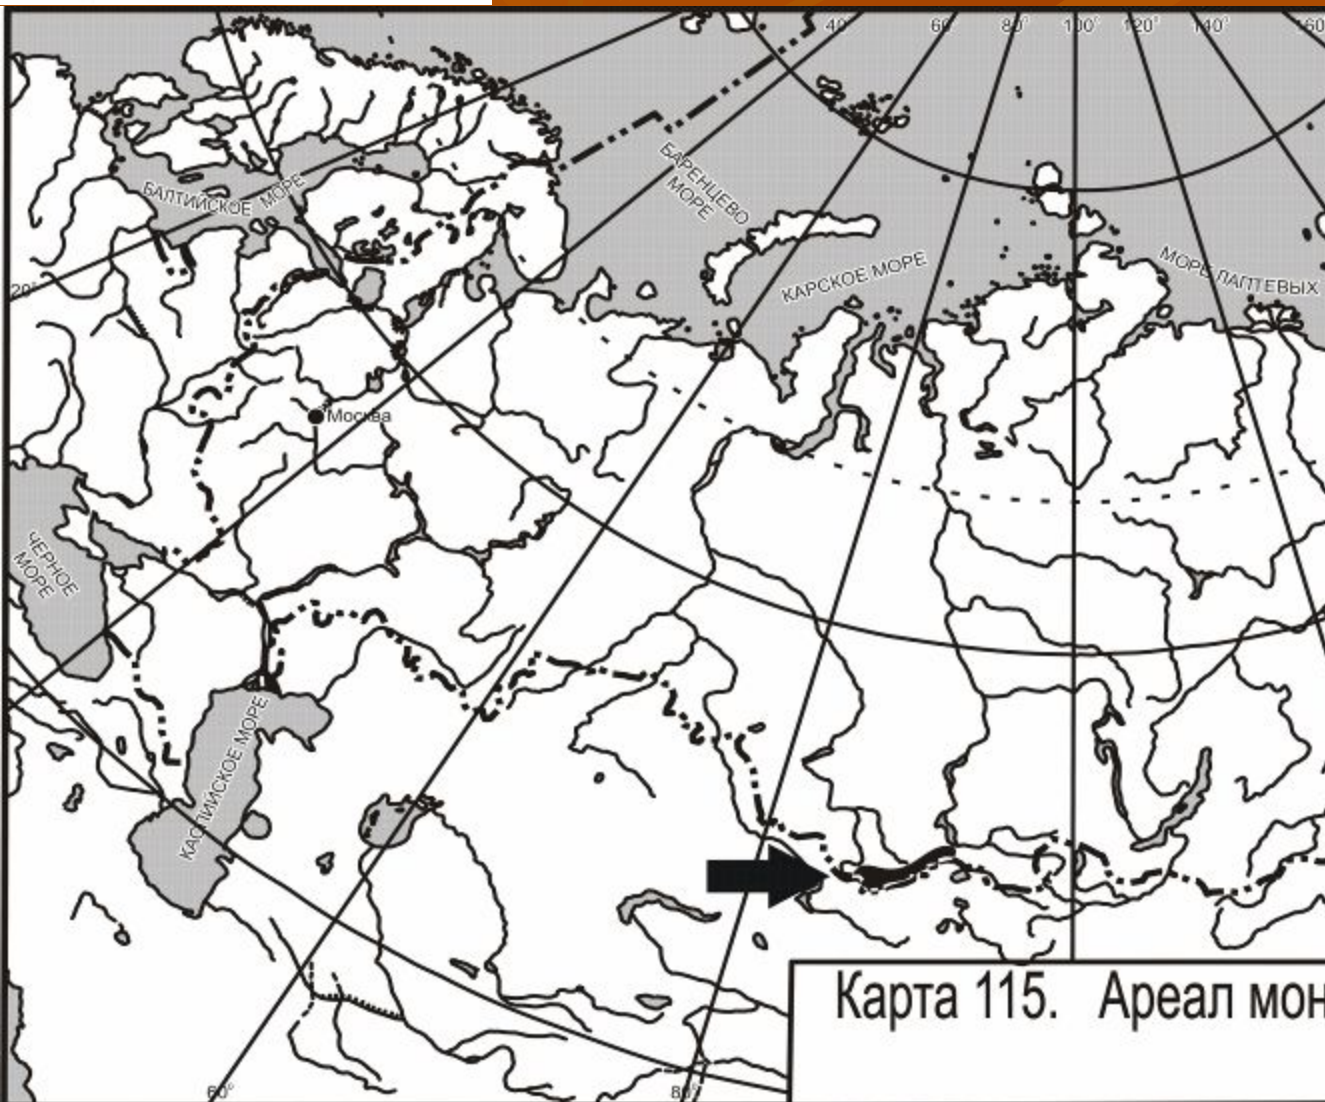 40°
60°
80°
100°
120°
140°
160
БАРЕНЦЕВО
МОРЕ
БАЛТИЙСКОЕ МОРЕ
КАРСКОЕ МОРЕ
МОРЕ ЛАПТЕВЫХ
20°
Москва
ЧЕРНОЕ
МОРЕ
КАСПИЙСКОЕ МОРЕ
Карта 115. Ареал мон
60°
80°